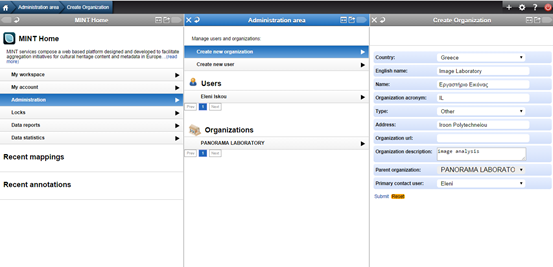 Administration area
Create Organization
MINT Home
MINT Home
MINT services compose a web based platform designed and developed to facilitate
aggregation initiatives for cultural heritage content and metadata in Europe...(read
more)
My workspace
My account
Administration
Locks
Data reports
Data statistics
Recent mappings
Recent annotations
Administration area
Manage users and organizations:
Create new organization
Create new user
Users
Eleni Iskou
Prev 1 Next
Organizations
PANORAMA LABORATORY
Prev 1 Next
Create Organization
Country: Greece
English name: Image Laboratory
Name: Εργαστήριο Εικόνας
Organization acronym: IL
Type: Other
Address: Iroon Polytechneiou
Organization url:
Organization description: image analysis
Parent organization: PANORAMA LABORATO
Primary contact user: Eleni
Submit Reset